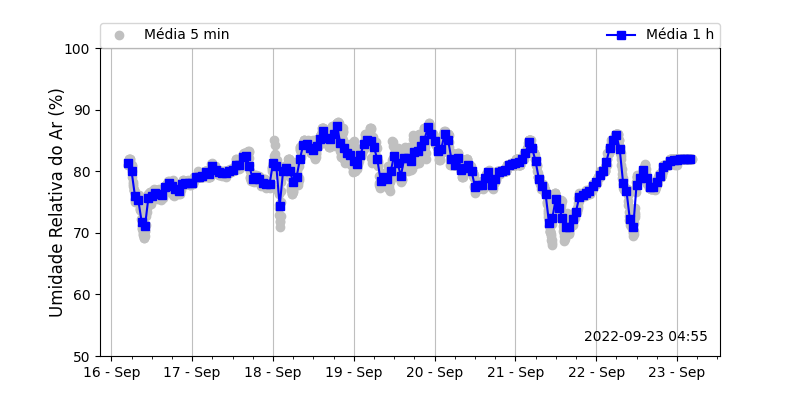 Média 5 min
Média 1 h
Umidade Relativa do Ar (%)
100
90
80
70
60
50
2022-09-23 04:55
16 - Sep
17 - Sep
18 - Sep
19 - Sep
20 - Sep
21 - Sep
22 - Sep
23 - Sep